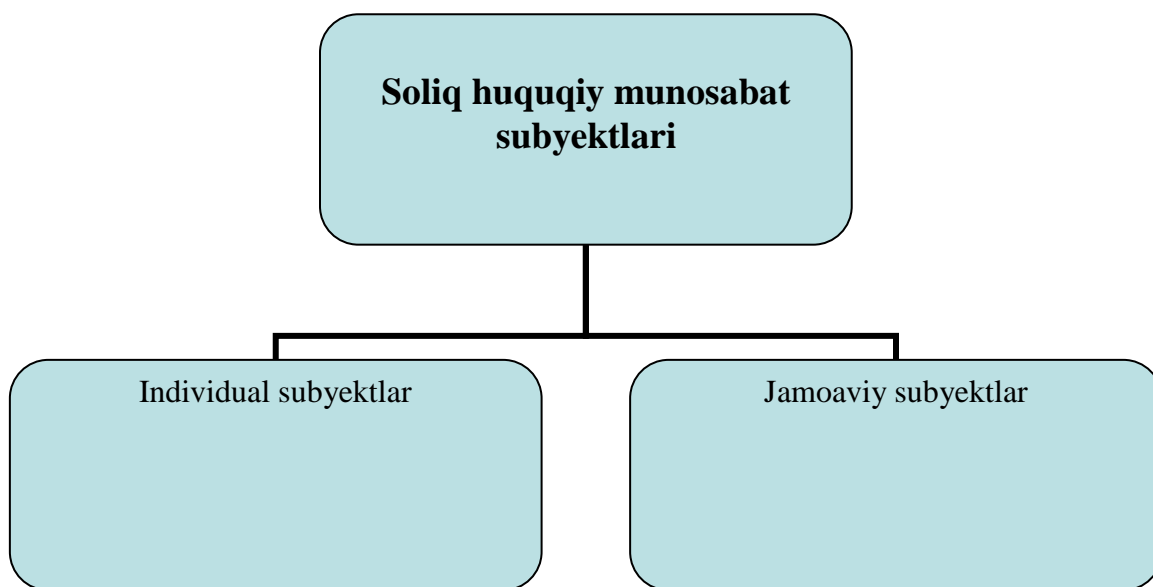 Soliq huquqiy munosabat
subyektlari
Individual subyektlar
Jamoaviy subyektlar